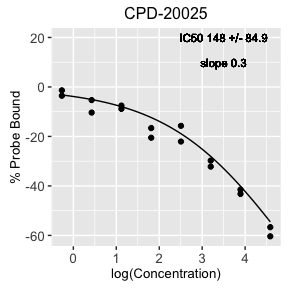 CPD-20025
IC50 148 +/- 84.9
slope 0.3
20
0
-20
-40
-60
% Probe Bound
0 1 2 3 4
log(Concentration)